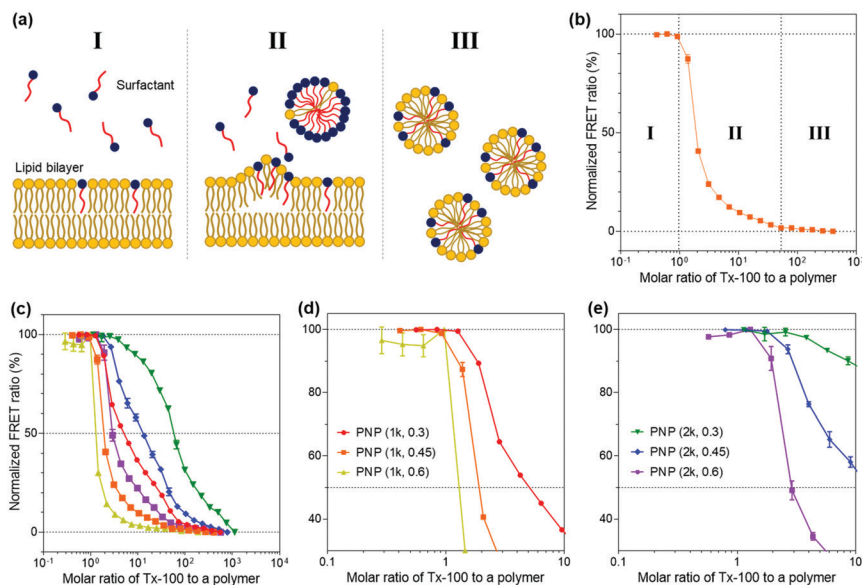 (a)
I
II
III
Surfactant
Lipid bilayer
(b)
Normalized FRET ratio (%)
100
50
0
I
II
III
10-1
100
101
102
103
Molar ratio of Tx-100 to a polymer
(c)
Normalized FRET ratio (%)
100
50
0
10-1
100
101
102
103
104
Molar ratio of Tx-100 to a polymer
(d)
100
80
60
40
PNP (1k, 0.3)
PNP (1k, 0.45)
PNP (1k, 0.6)
0.1
1
10
Molar ratio of Tx-100 to a polymer
(e)
100
80
60
40
PNP (2k, 0.3)
PNP (2k, 0.45)
PNP (2k, 0.6)
0.1
1
10
Molar ratio of Tx-100 to a polymer